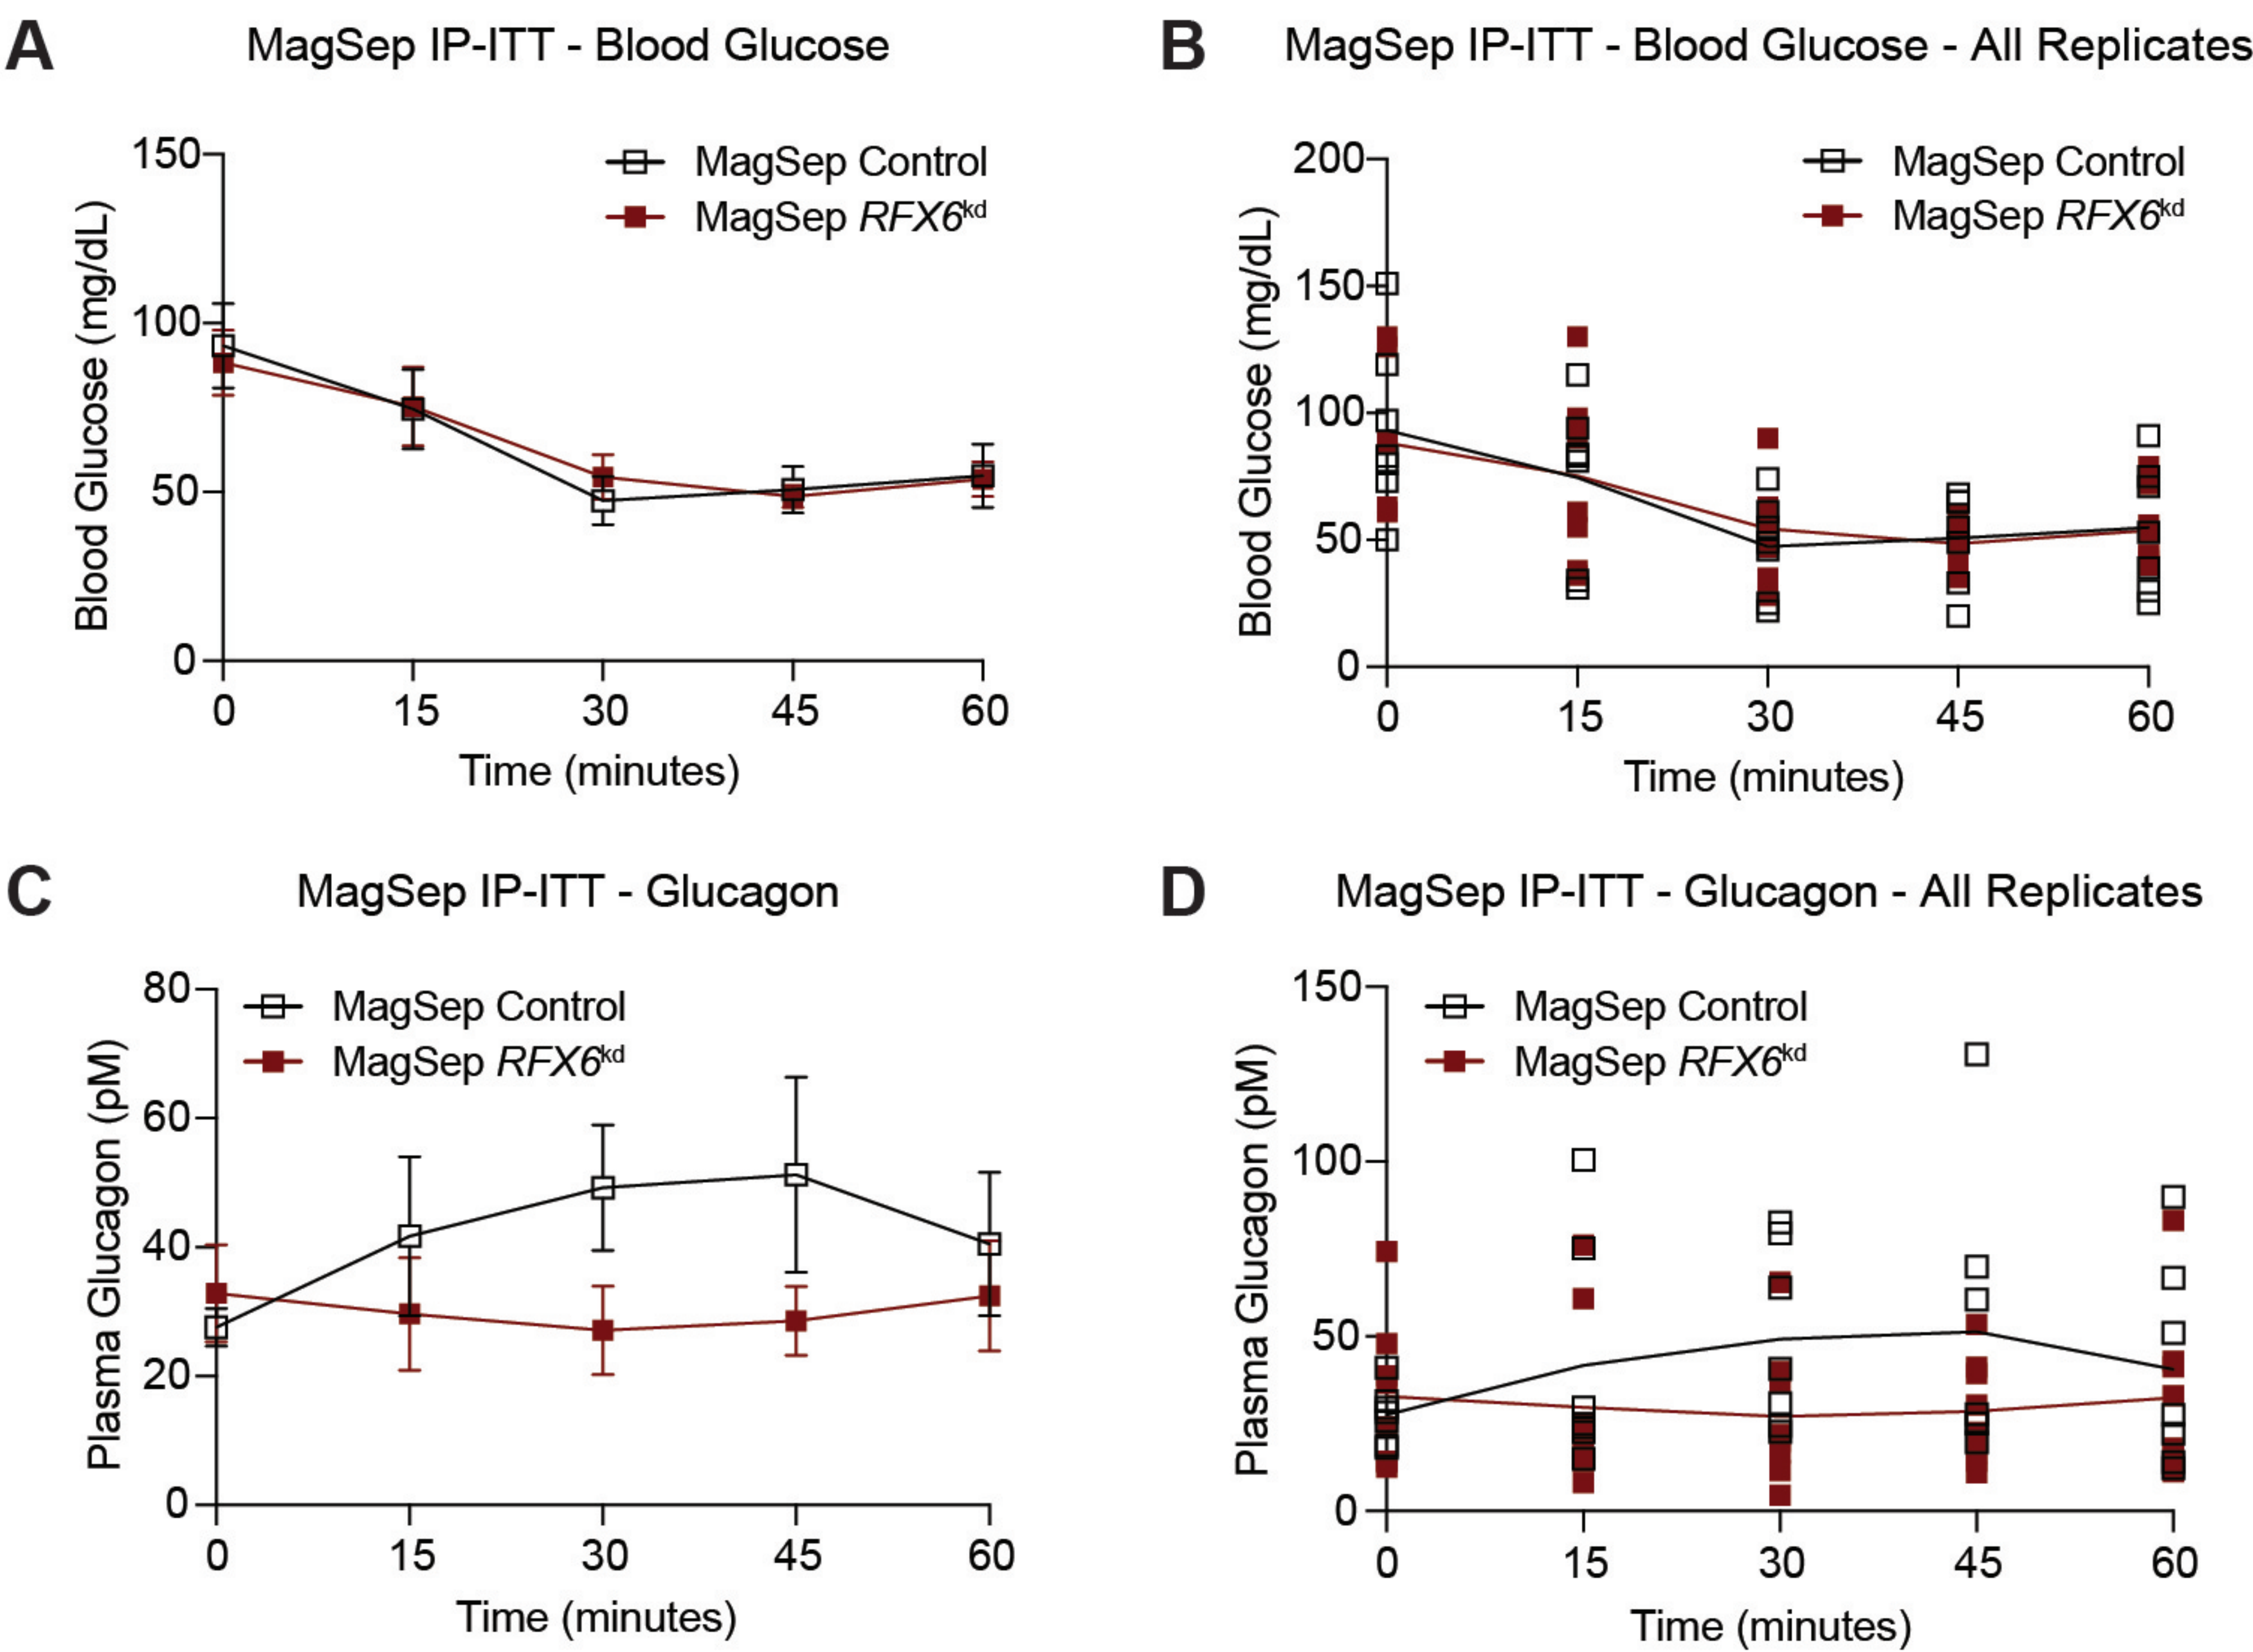 A
MagSep IP-ITT - Blood Glucose
MagSep Control
MagSep RFX6kd
Blood Glucose (mg/dL)
150
100
50
0
0 15 30 45 60
Time (minutes)
B
MagSep IP-ITT - Blood Glucose - All Replicates
MagSep Control
MagSep RFX6kd
Blood Glucose (mg/dL)
200
150
100
50
0
0 15 30 45 60
Time (minutes)
C
MagSep IP-ITT - Glucagon
MagSep Control
MagSep RFX6kd
Plasma Glucagon (pM)
80
60
40
20
0
0 15 30 45 60
Time (minutes)
D
MagSep IP-ITT - Glucagon - All Replicates
MagSep Control
MagSep RFX6kd
Plasma Glucagon (pM)
150
100
50
0
0 15 30 45 60
Time (minutes)